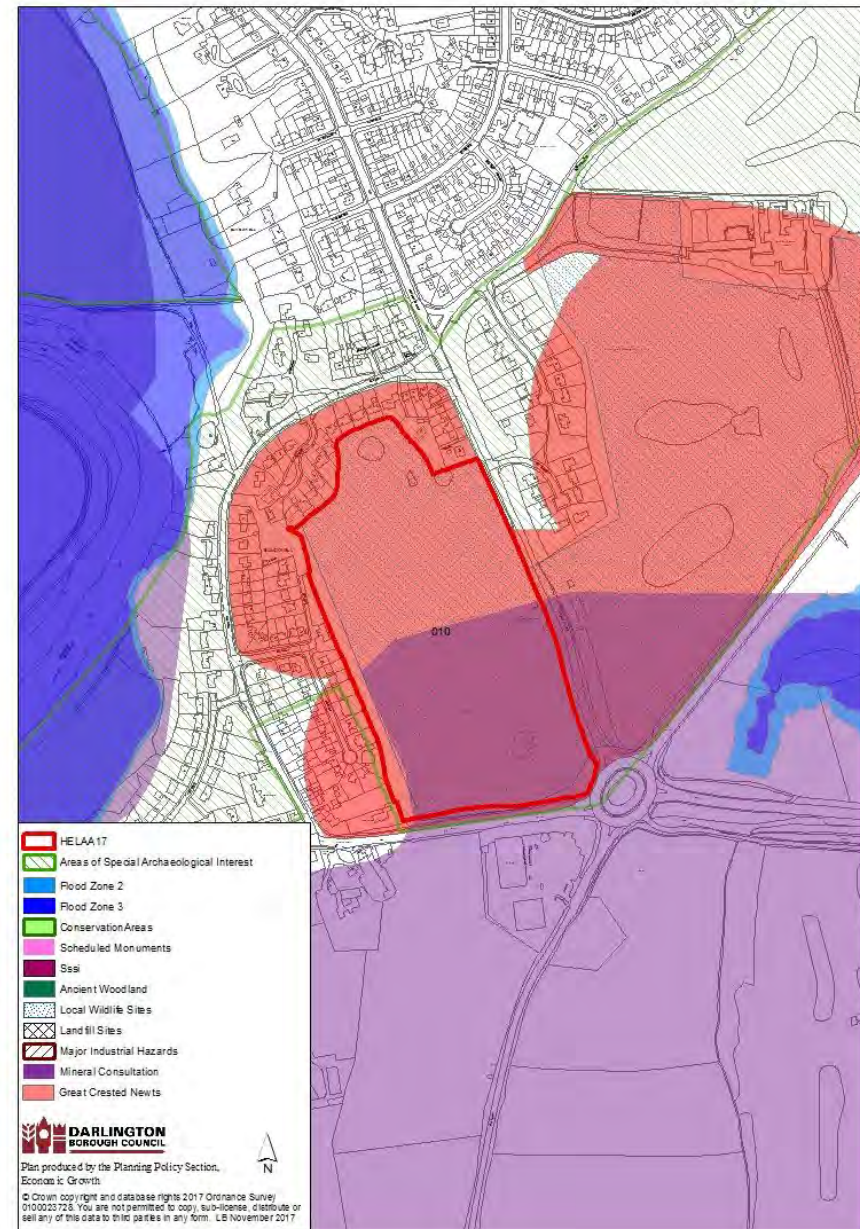 010
HELAA17
Areas of Special Archaeological Interest
Flood Zone 2
Flood Zone 3
Conservation Areas
Scheduled Monuments
Sssi
Ancient Woodland
Local Wildlife Sites
Landfill Sites
Major Industrial Hazards
Mineral Consultation
Great Crested Newts
DARLINGTON
BOROUGH COUNCIL
N
Plan produced by the Planning Policy Section,
Economic Growth
© Crown copyright and database rights 2017 Ordnance Survey
0100023728. You are not permitted to copy, sub-license, distribute or
sell any of this data to third parties in any form. LB November 2017